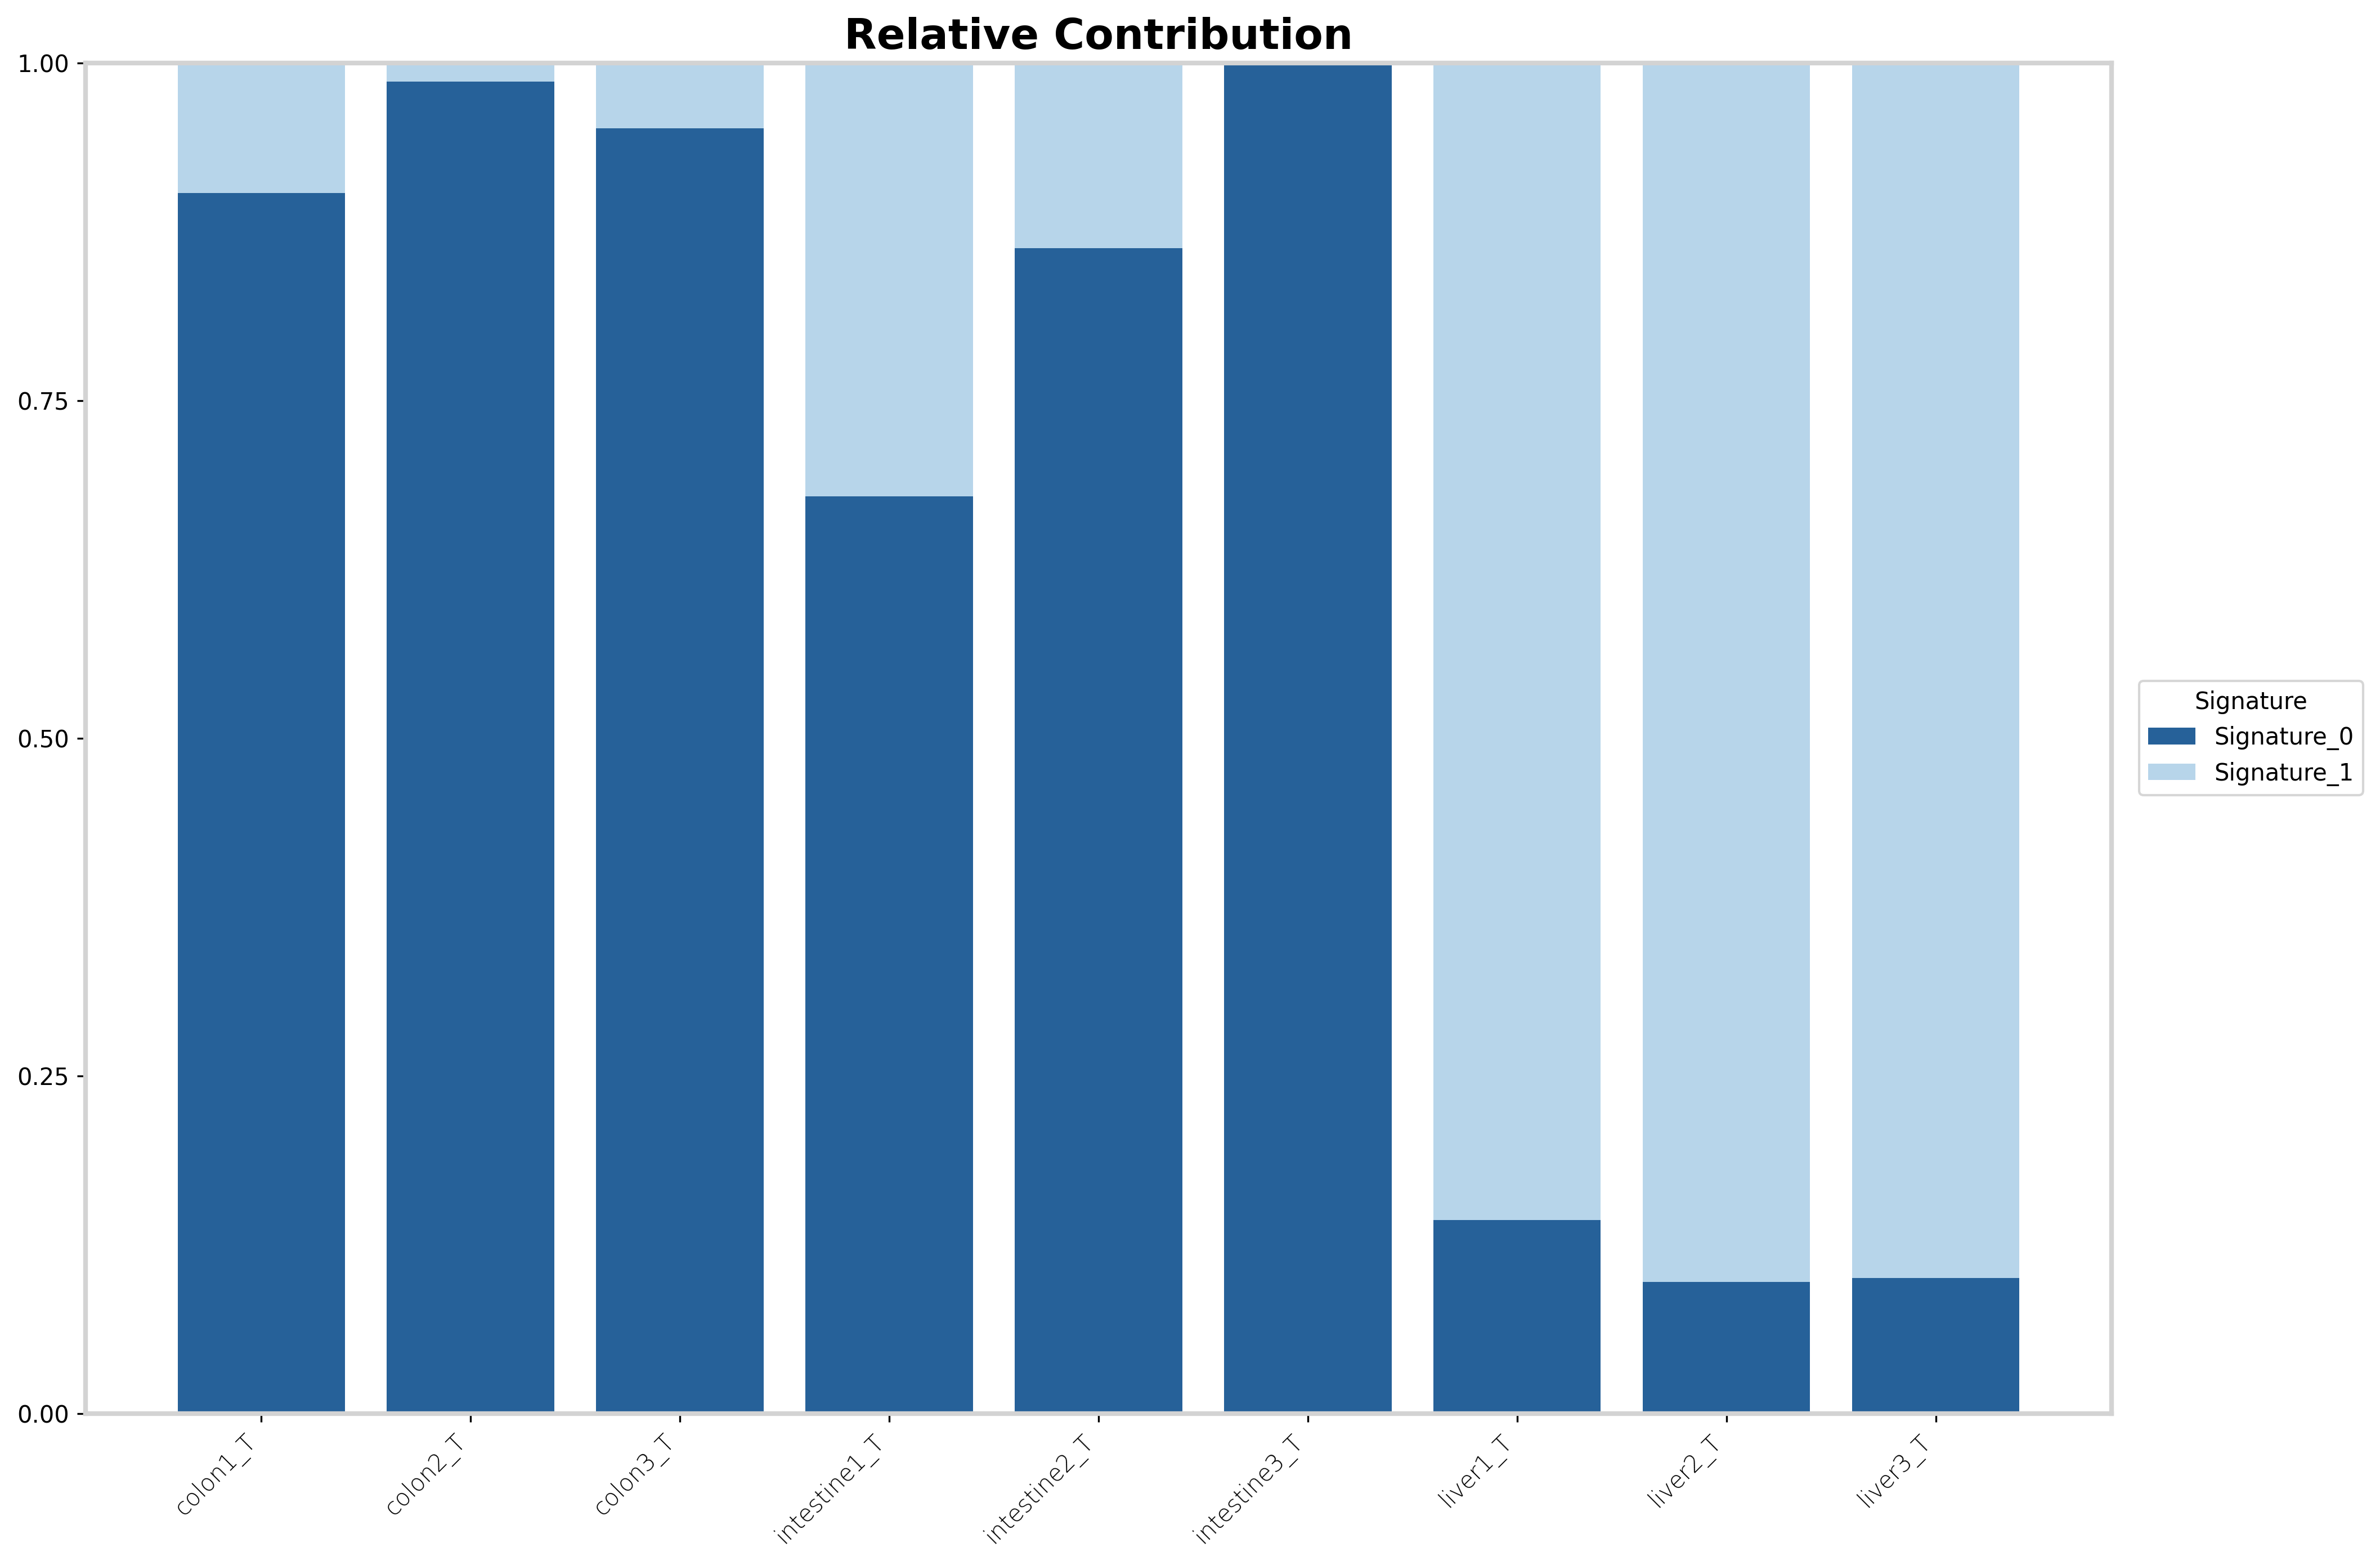 Relative Contribution
1.00
0.75
0.50
0.25
0.00
colon1_T
colon2_T
colon3_T
intestine1_T
intestine2_T
intestine3_T
liver1_T
liver2_T
liver3_T
Signature
Signature_0
Signature_1